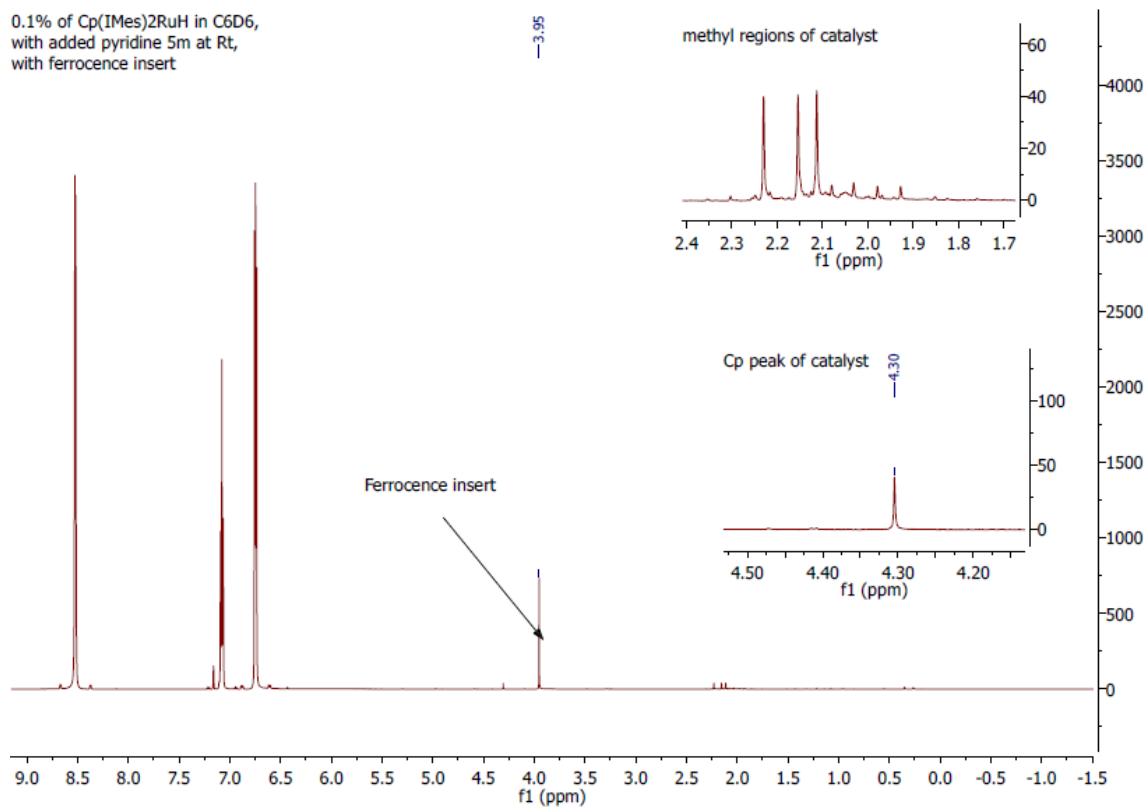 0.1% of Cp(IMes)2RuH in C6D6,
with added pyridine 5m at Rt,
with ferrocence insert
3.95
methyl regions of catalyst
60
40
20
0
2.4 2.3 2.2 2.1 2.0 1.9 1.8 1.7
f1 (ppm)
Cp peak of catalyst
4.30
100
50
0
4.50 4.40 4.30 4.20
f1 (ppm)
Ferrocence insert
4000
3500
3000
2500
2000
1500
1000
500
0
9.0 8.5 8.0 7.5 7.0 6.5 6.0 5.5 5.0 4.5 4.0 3.5 3.0 2.5 2.0 1.5 1.0 0.5 0.0 -0.5 -1.0 -1.5
f1 (ppm)